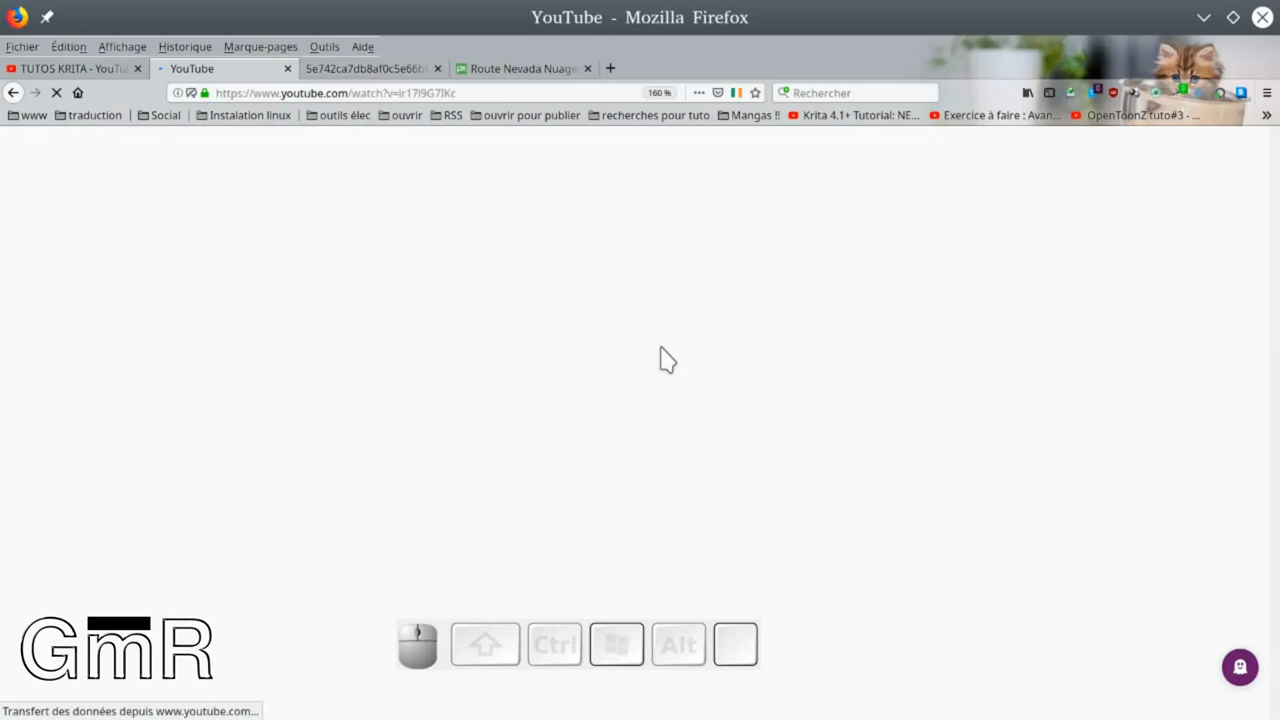 YouTube - Mozilla Firefox
Fichier Édition Affichage Historique Marque-pages Outils Aide
TUTOS KRITA - YouTu YouTube 5e742ca7db8af0c5e66b Route Nevada Nuage
https://www.youtube.com/watch?v=ir17I9G7IKc 160 % Rechercher
www traduction Social Instalation linux outils élec ouvrir RSS ouvrir pour publier recherches pour tuto Mangas !! Krita 4.1+ Tutorial: NE... Exercice à faire : Avan... OpenToonZ tuto#3 - ...
GmR
Ctrl Alt
Transfert des données depuis www.youtube.com...